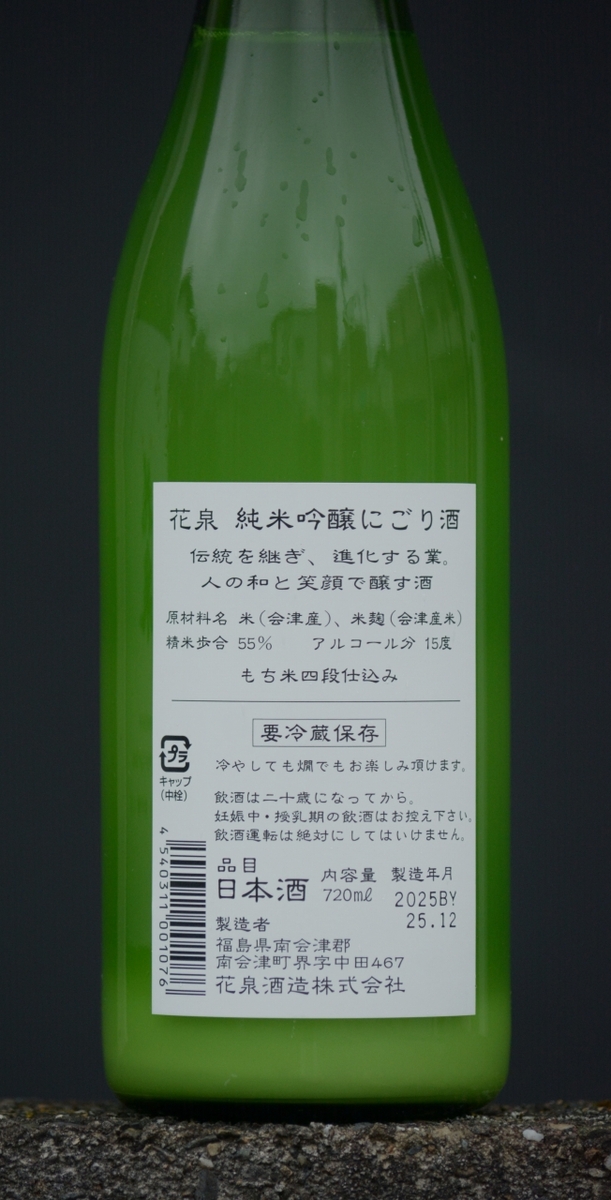 花泉 純米吟醸にごり酒
伝統を継ぎ、進化する業。
人の和と笑顔で醸す酒
原材料名 米(会津産)、米麹(会津産米)
精米歩合 55% アルコール分 15度
もち米四段仕込み
要冷蔵保存
冷やしても燗でもお楽しみ頂けます。
プラ
キャップ
(中栓)
飲酒は二十歳になってから。
妊娠中・授乳期の飲酒はお控え下さい。
飲酒運転は絶対にしてはいけません。
4 540311 001076
品目
日本酒
内容量
720mℓ
製造年月
2025BY
25.12
製造者
福島県南会津郡
南会津町界字中田467
花泉酒造株式会社